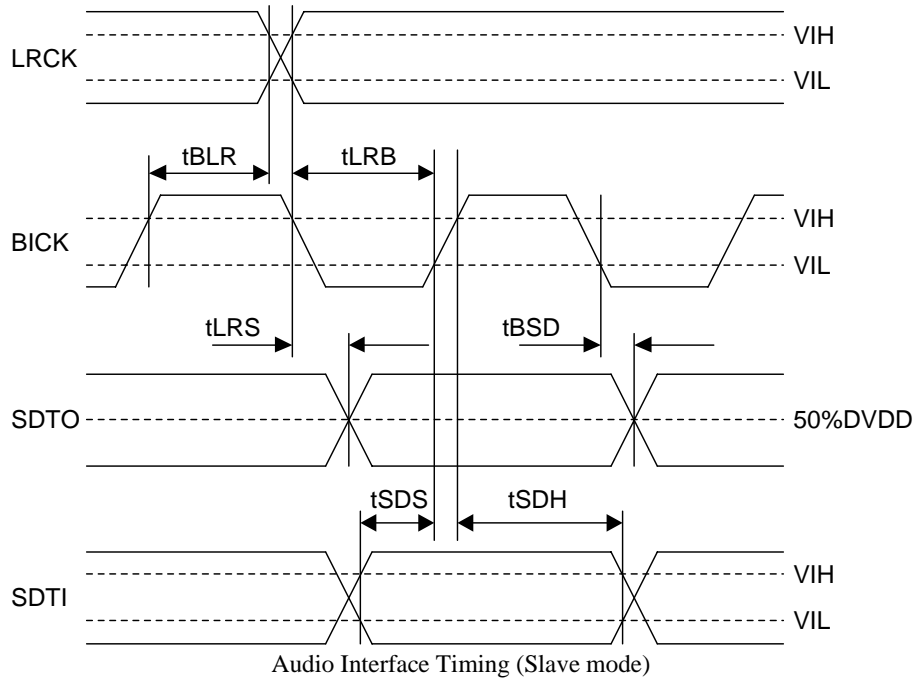 LRCK
VIH
VIL
tBLR
tLRB
BICK
VIH
VIL
tLRS
tBSD
SDTO
50%DVDD
tSDS
tSDH
SDTI
VIH
VIL
Audio Interface Timing (Slave mode)